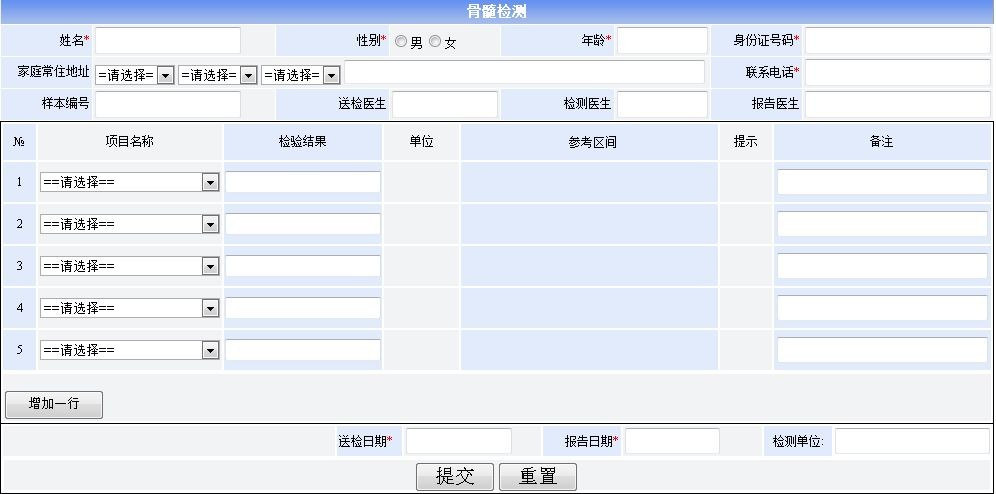 骨髓检测
姓名* 性别* 男 女 年龄* 身份证号码*
家庭常住地址 =请选择= =请选择= =请选择= 联系电话*
样本编号 送检医生 检测医生 报告医生
№ 项目名称 检验结果 单位 参考区间 提示 备注
1 ==请选择==
2 ==请选择==
3 ==请选择==
4 ==请选择==
5 ==请选择==
增加一行
送检日期* 报告日期* 检测单位:
提交 重置